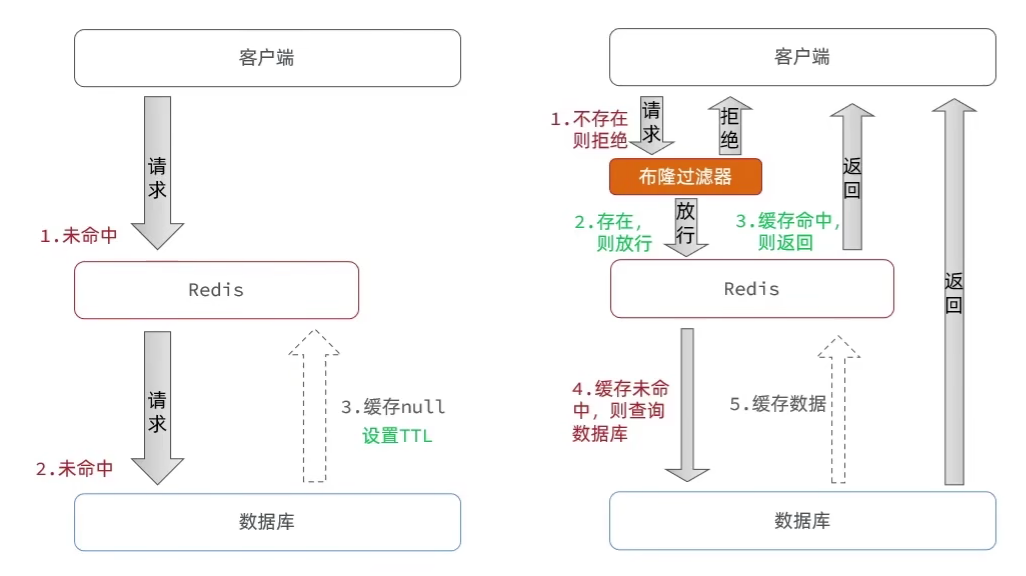 客户端
请
求
1.未命中
Redis
请
求
3.缓存null
设置TTL
2.未命中
数据库
客户端
1.不存在
则拒绝
请
求
拒
绝
布隆过滤器
2.存在，
则放行
放
行
3.缓存命中，
则返回
返
回
Redis
返
回
4.缓存未命
中，则查询
数据库
5.缓存数据
数据库